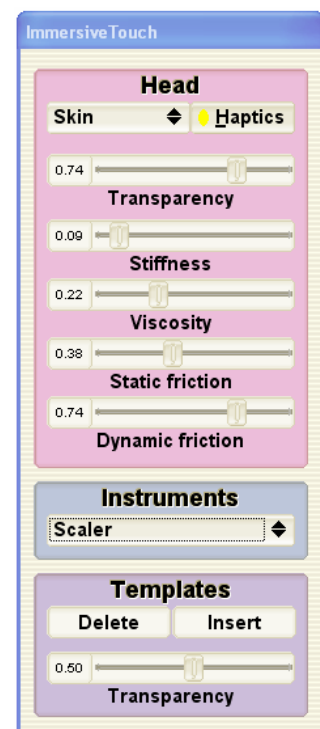 ImmersiveTouch
Head
Skin Haptics
0.74
Transparency
0.09
Stiffness
0.22
Viscosity
0.38
Static friction
0.74
Dynamic friction
Instruments
Scaler
Templates
Delete Insert
0.50
Transparency